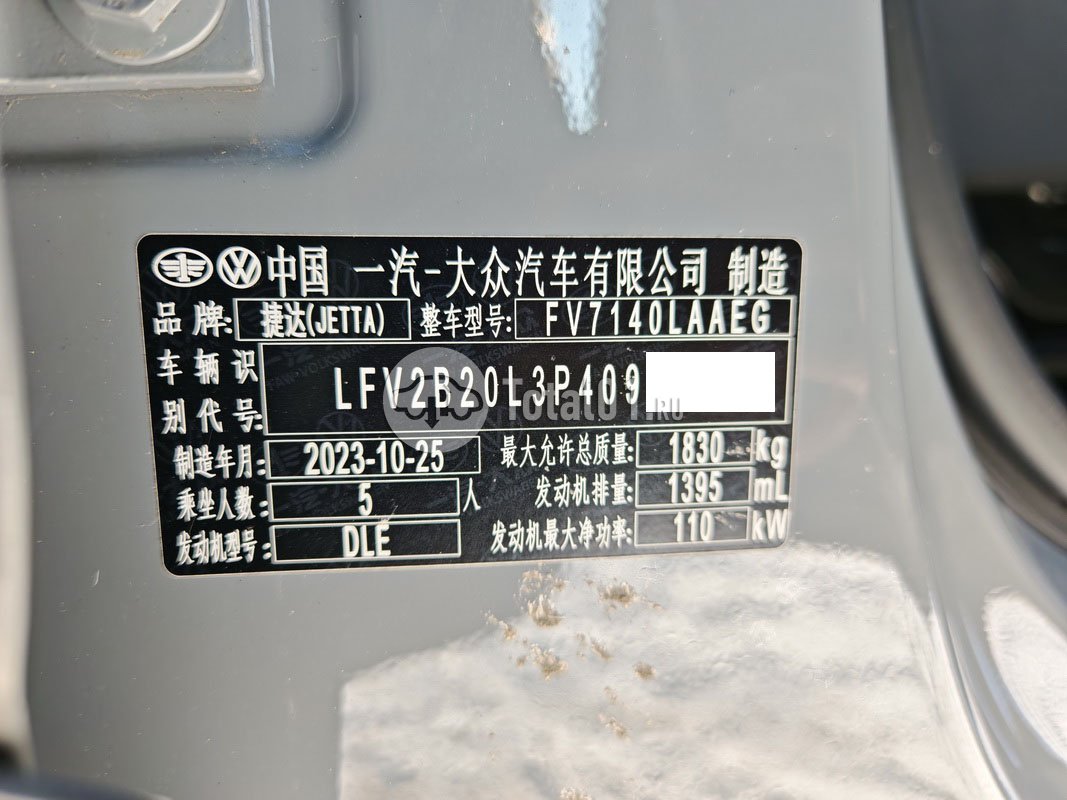 中国 一汽-大众汽车有限公司 制造
品牌: 捷达(JETTA) 整车型号: FV7140LAAEG
车辆识别代号: LFV2B20L3P409
制造年月: 2023-10-25 最大允许总质量: 1830 kg
乘坐人数: 5 人 发动机排量: 1395 mL
发动机型号: DLE 发动机最大净功率: 110 kW
Totalo1.RU